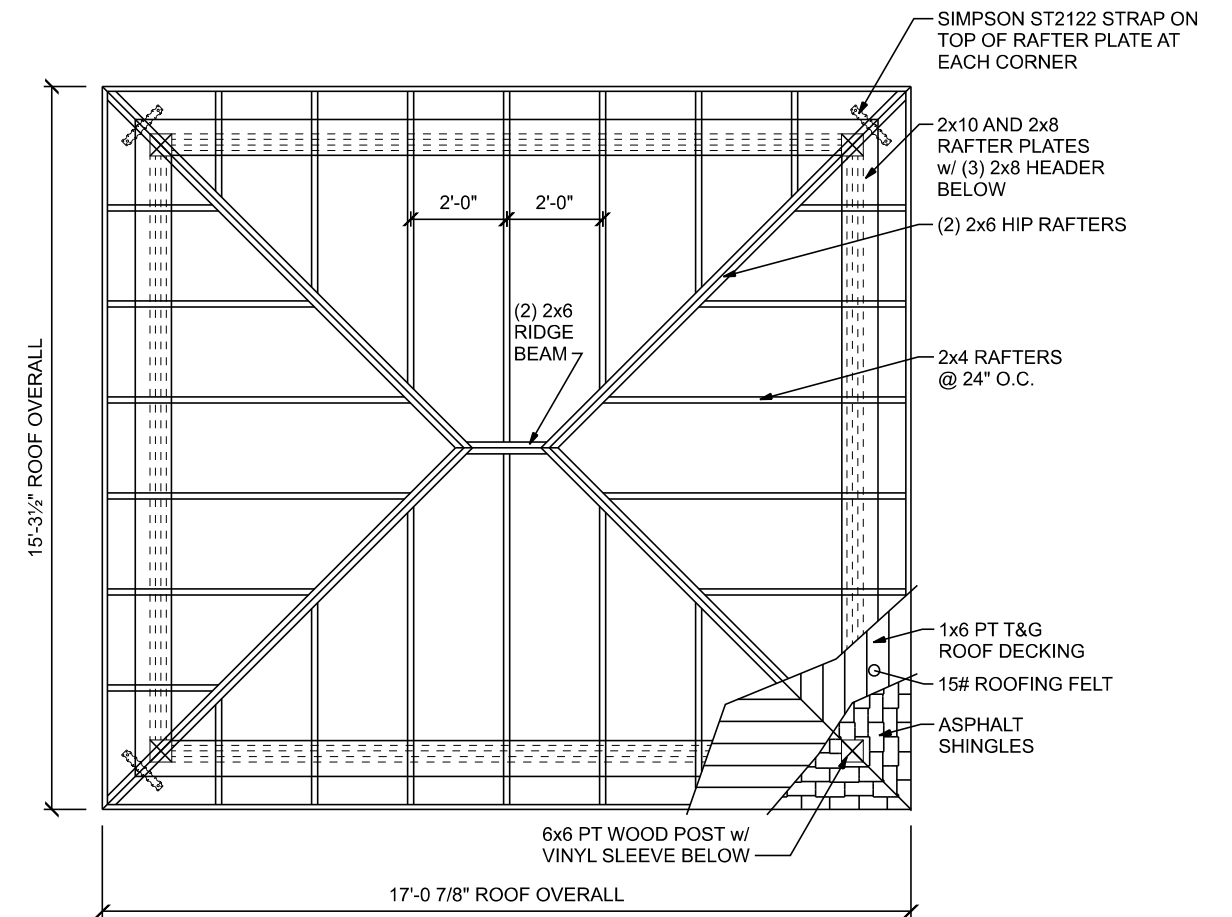 SIMPSON ST2122 STRAP ON
TOP OF RAFTER PLATE AT
EACH CORNER
2x10 AND 2x8
RAFTER PLATES
w/ (3) 2x8 HEADER
BELOW
2'-0"
2'-0"
(2) 2x6 HIP RAFTERS
(2) 2x6
RIDGE
BEAM
2x4 RAFTERS
@ 24" O.C.
15'-3½" ROOF OVERALL
1x6 PT T&G
ROOF DECKING
15# ROOFING FELT
ASPHALT
SHINGLES
6x6 PT WOOD POST w/
VINYL SLEEVE BELOW
17'-0 7/8" ROOF OVERALL